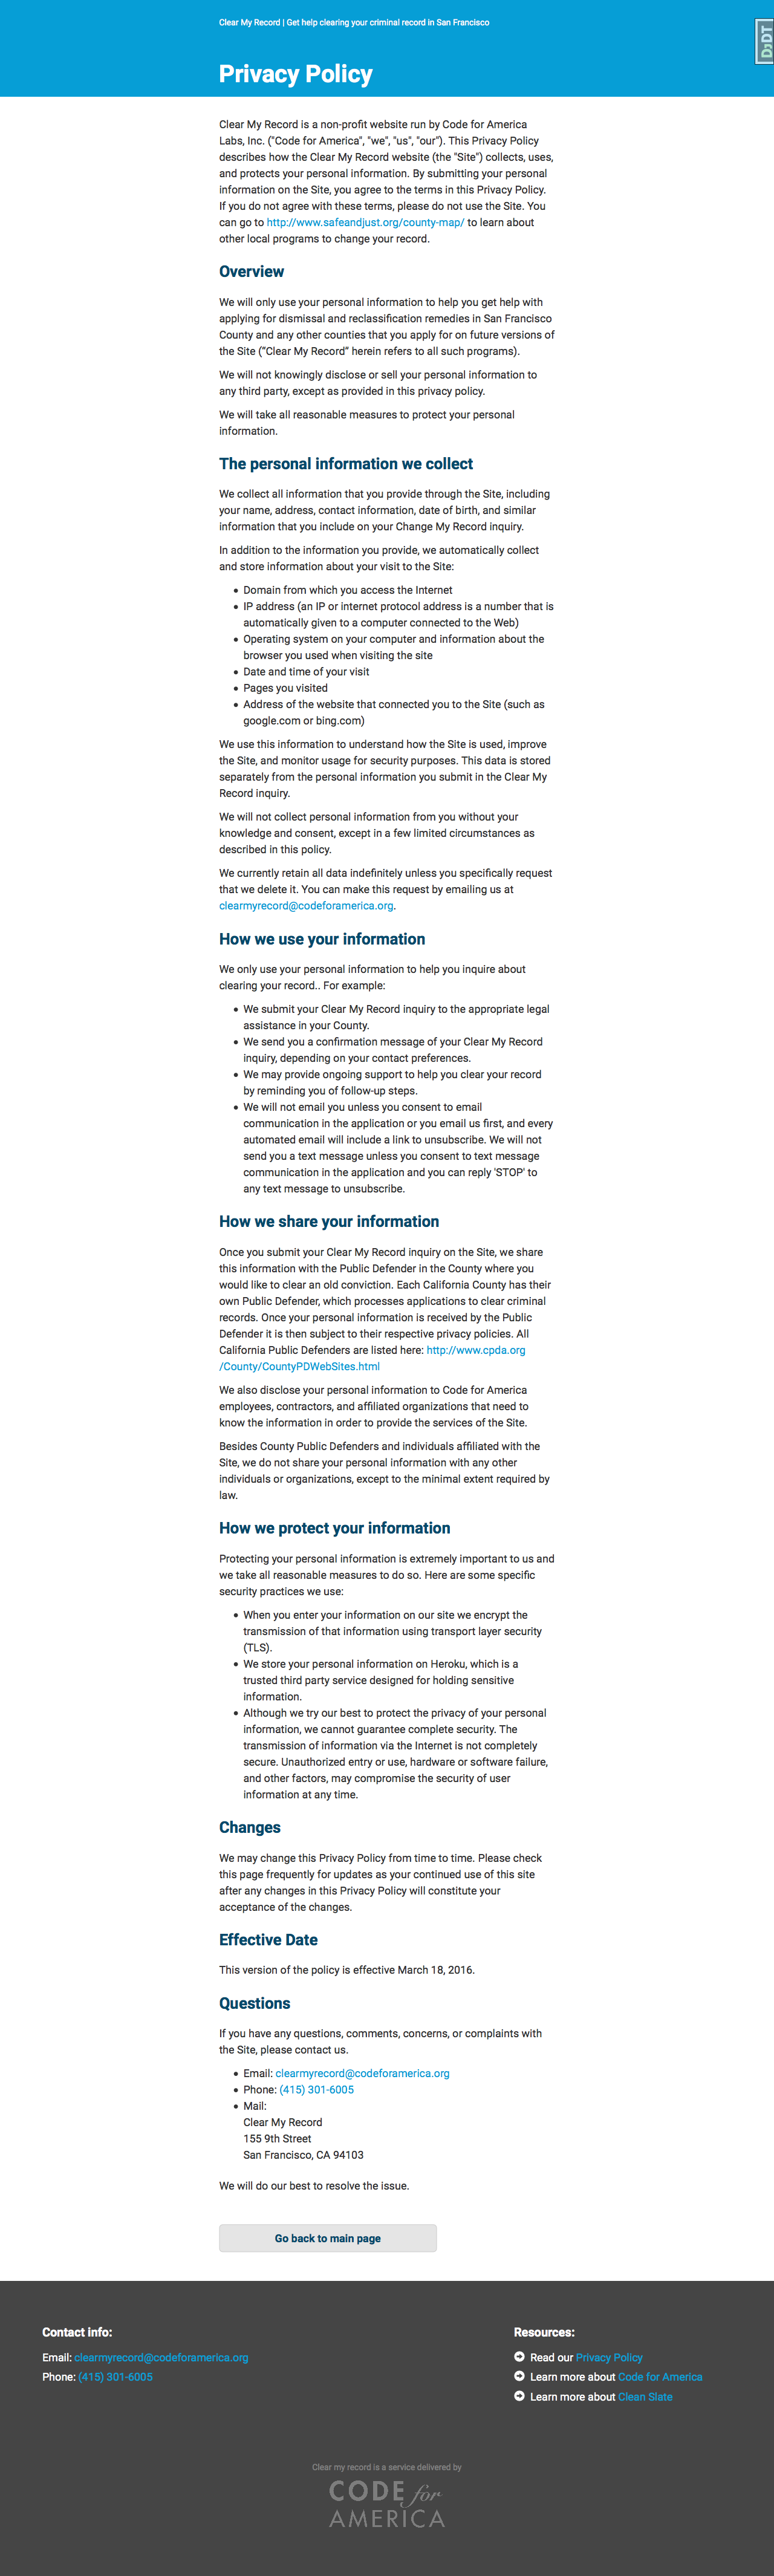 Clear My Record | Get help clearing your criminal record in San Francisco
DJDT
Privacy Policy
Clear My Record is a non-profit website run by Code for America
Labs, Inc. ("Code for America", "we", "us", "our"). This Privacy Policy
describes how the Clear My Record website (the "Site") collects, uses,
and protects your personal information. By submitting your personal
information on the Site, you agree to the terms in this Privacy Policy.
If you do not agree with these terms, please do not use the Site. You
can go to http://www.safeandjust.org/county-map/ to learn about
other local programs to change your record.
Overview
We will only use your personal information to help you get help with
applying for dismissal and reclassification remedies in San Francisco
County and any other counties that you apply for on future versions of
the Site ("Clear My Record" herein refers to all such programs).
We will not knowingly disclose or sell your personal information to
any third party, except as provided in this privacy policy.
We will take all reasonable measures to protect your personal
information.
The personal information we collect
We collect all information that you provide through the Site, including
your name, address, contact information, date of birth, and similar
information that you include on your Change My Record inquiry.
In addition to the information you provide, we automatically collect
and store information about your visit to the Site:
• Domain from which you access the Internet
• IP address (an IP or internet protocol address is a number that is
automatically given to a computer connected to the Web)
• Operating system on your computer and information about the
browser you used when visiting the site
• Date and time of your visit
• Pages you visited
• Address of the website that connected you to the Site (such as
google.com or bing.com)
We use this information to understand how the Site is used, improve
the Site, and monitor usage for security purposes. This data is stored
separately from the personal information you submit in the Clear My
Record inquiry.
We will not collect personal information from you without your
knowledge and consent, except in a few limited circumstances as
described in this policy.
We currently retain all data indefinitely unless you specifically request
that we delete it. You can make this request by emailing us at
clearmyrecord@codeforamerica.org.
How we use your information
We only use your personal information to help you inquire about
clearing your record.. For example:
• We submit your Clear My Record inquiry to the appropriate legal
assistance in your County.
• We send you a confirmation message of your Clear My Record
inquiry, depending on your contact preferences.
• We may provide ongoing support to help you clear your record
by reminding you of follow-up steps.
• We will not email you unless you consent to email
communication in the application or you email us first, and every
automated email will include a link to unsubscribe. We will not
send you a text message unless you consent to text message
communication in the application and you can reply 'STOP' to
any text message to unsubscribe.
How we share your information
Once you submit your Clear My Record inquiry on the Site, we share
this information with the Public Defender in the County where you
would like to clear an old conviction. Each California County has their
own Public Defender, which processes applications to clear criminal
records. Once your personal information is received by the Public
Defender it is then subject to their respective privacy policies. All
California Public Defenders are listed here: http://www.cpda.org
/County/CountyPDWebSites.html
We also disclose your personal information to Code for America
employees, contractors, and affiliated organizations that need to
know the information in order to provide the services of the Site.
Besides County Public Defenders and individuals affiliated with the
Site, we do not share your personal information with any other
individuals or organizations, except to the minimal extent required by
law.
How we protect your information
Protecting your personal information is extremely important to us and
we take all reasonable measures to do so. Here are some specific
security practices we use:
• When you enter your information on our site we encrypt the
transmission of that information using transport layer security
(TLS).
• We store your personal information on Heroku, which is a
trusted third party service designed for holding sensitive
information.
• Although we try our best to protect the privacy of your personal
information, we cannot guarantee complete security. The
transmission of information via the Internet is not completely
secure. Unauthorized entry or use, hardware or software failure,
and other factors, may compromise the security of user
information at any time.
Changes
We may change this Privacy Policy from time to time. Please check
this page frequently for updates as your continued use of this site
after any changes in this Privacy Policy will constitute your
acceptance of the changes.
Effective Date
This version of the policy is effective March 18, 2016.
Questions
If you have any questions, comments, concerns, or complaints with
the Site, please contact us.
• Email: clearmyrecord@codeforamerica.org
• Phone: (415) 301-6005
• Mail:
Clear My Record
155 9th Street
San Francisco, CA 94103
We will do our best to resolve the issue.
Go back to main page
Contact info:
Email: clearmyrecord@codeforamerica.org
Phone: (415) 301-6005
Resources:
Read our Privacy Policy
Learn more about Code for America
Learn more about Clean Slate
Clear my record is a service delivered by
CODE for
AMERICA